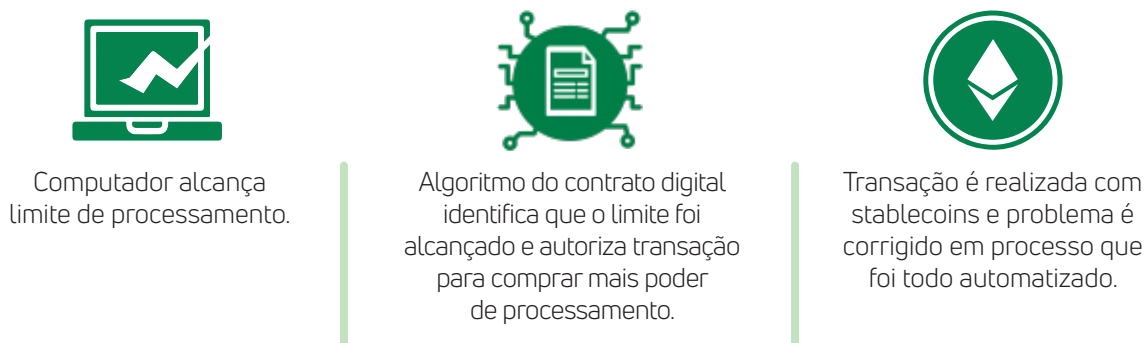 Computador alcança
limite de processamento.
Algoritmo do contrato digital
identifica que o limite foi
alcançado e autoriza transação
para comprar mais poder
de processamento.
Transação é realizada com
stablecoins e problema é
corrigido em processo que
foi todo automatizado.